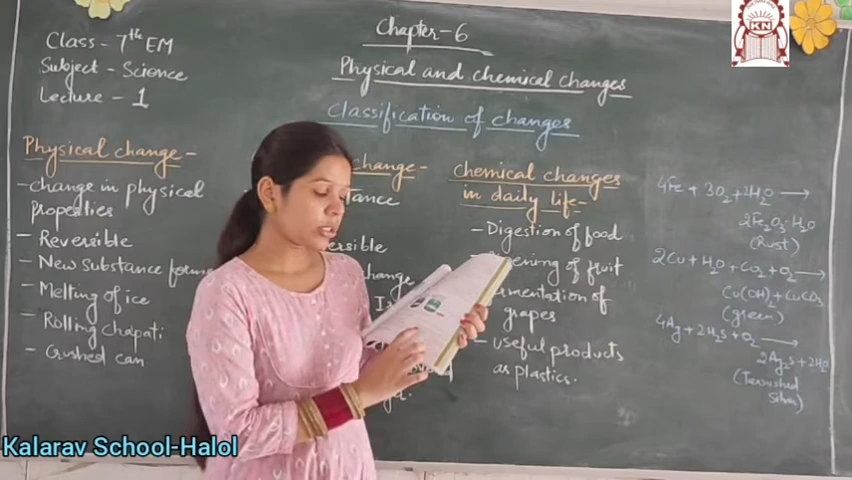 Class - 7th EM
Subject - Science
Lecture - 1
Chapter - 6
Physical and chemical changes
Classification of changes
Physical change -
- change in physical
Properties
- Reversible
- New substance
- Melting of ice
- Rolling chapati
- Crushed can
change -
chemical changes
in daily life -
- Digestion of food
of fruit
of
grapes
- useful products
as plastics.
4Fe + 3O2 + 2H2O →
2Fe2O3·H2O
(Rust)
2Cu + H2O + CO2 + O2 →
Cu(OH)2 + CuCO3
(green)
4Ag + 2H2S + O2 →
2Ag2S + 2H2O
(Tarnished
Silver)
KN
Kalarav School-Halol